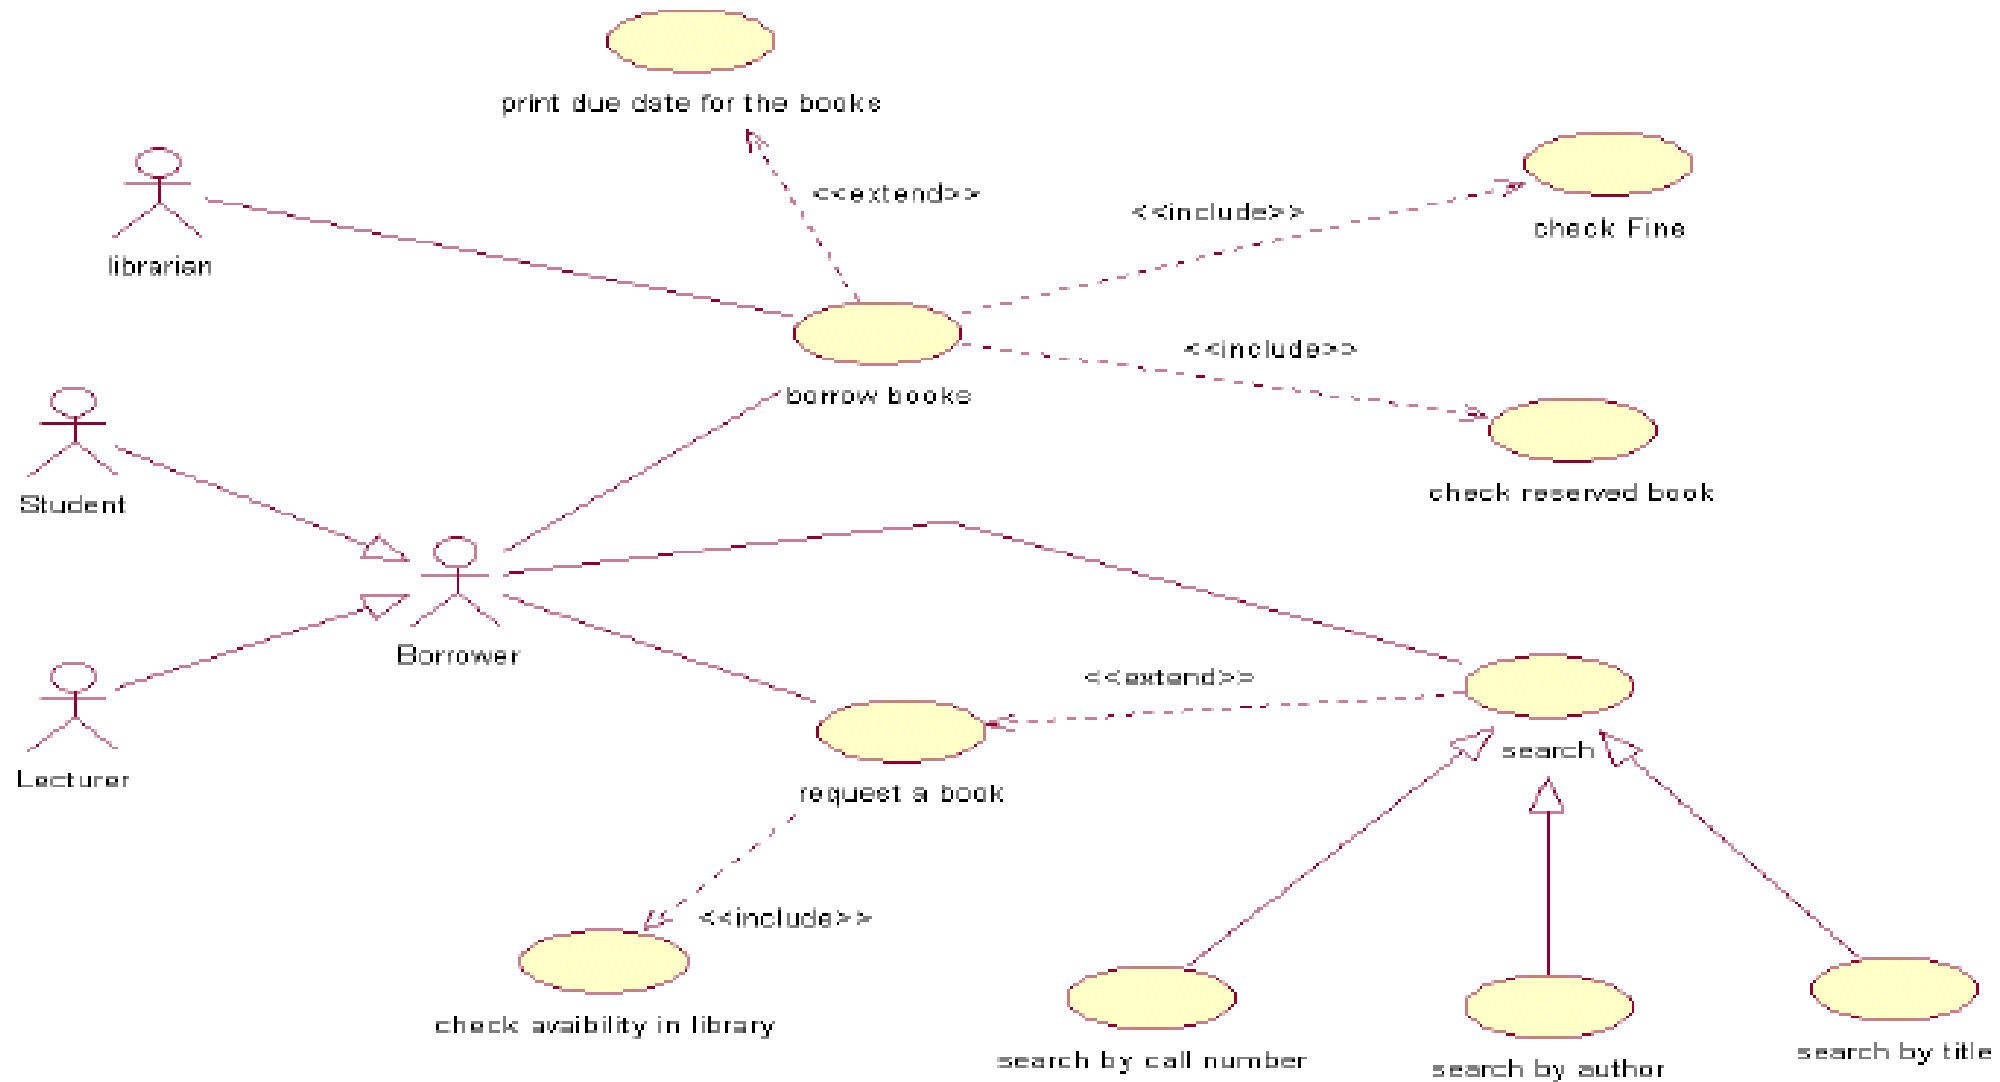 print due date for the books
<<extend>>
<<include>>
check Fine
librarian
<<include>>
borrow books
Student
check reserved book
Borrower
<<extend>>
search
Lecturer
request a book
<<include>>
check avaibility in library
search by call number
search by author
search by title